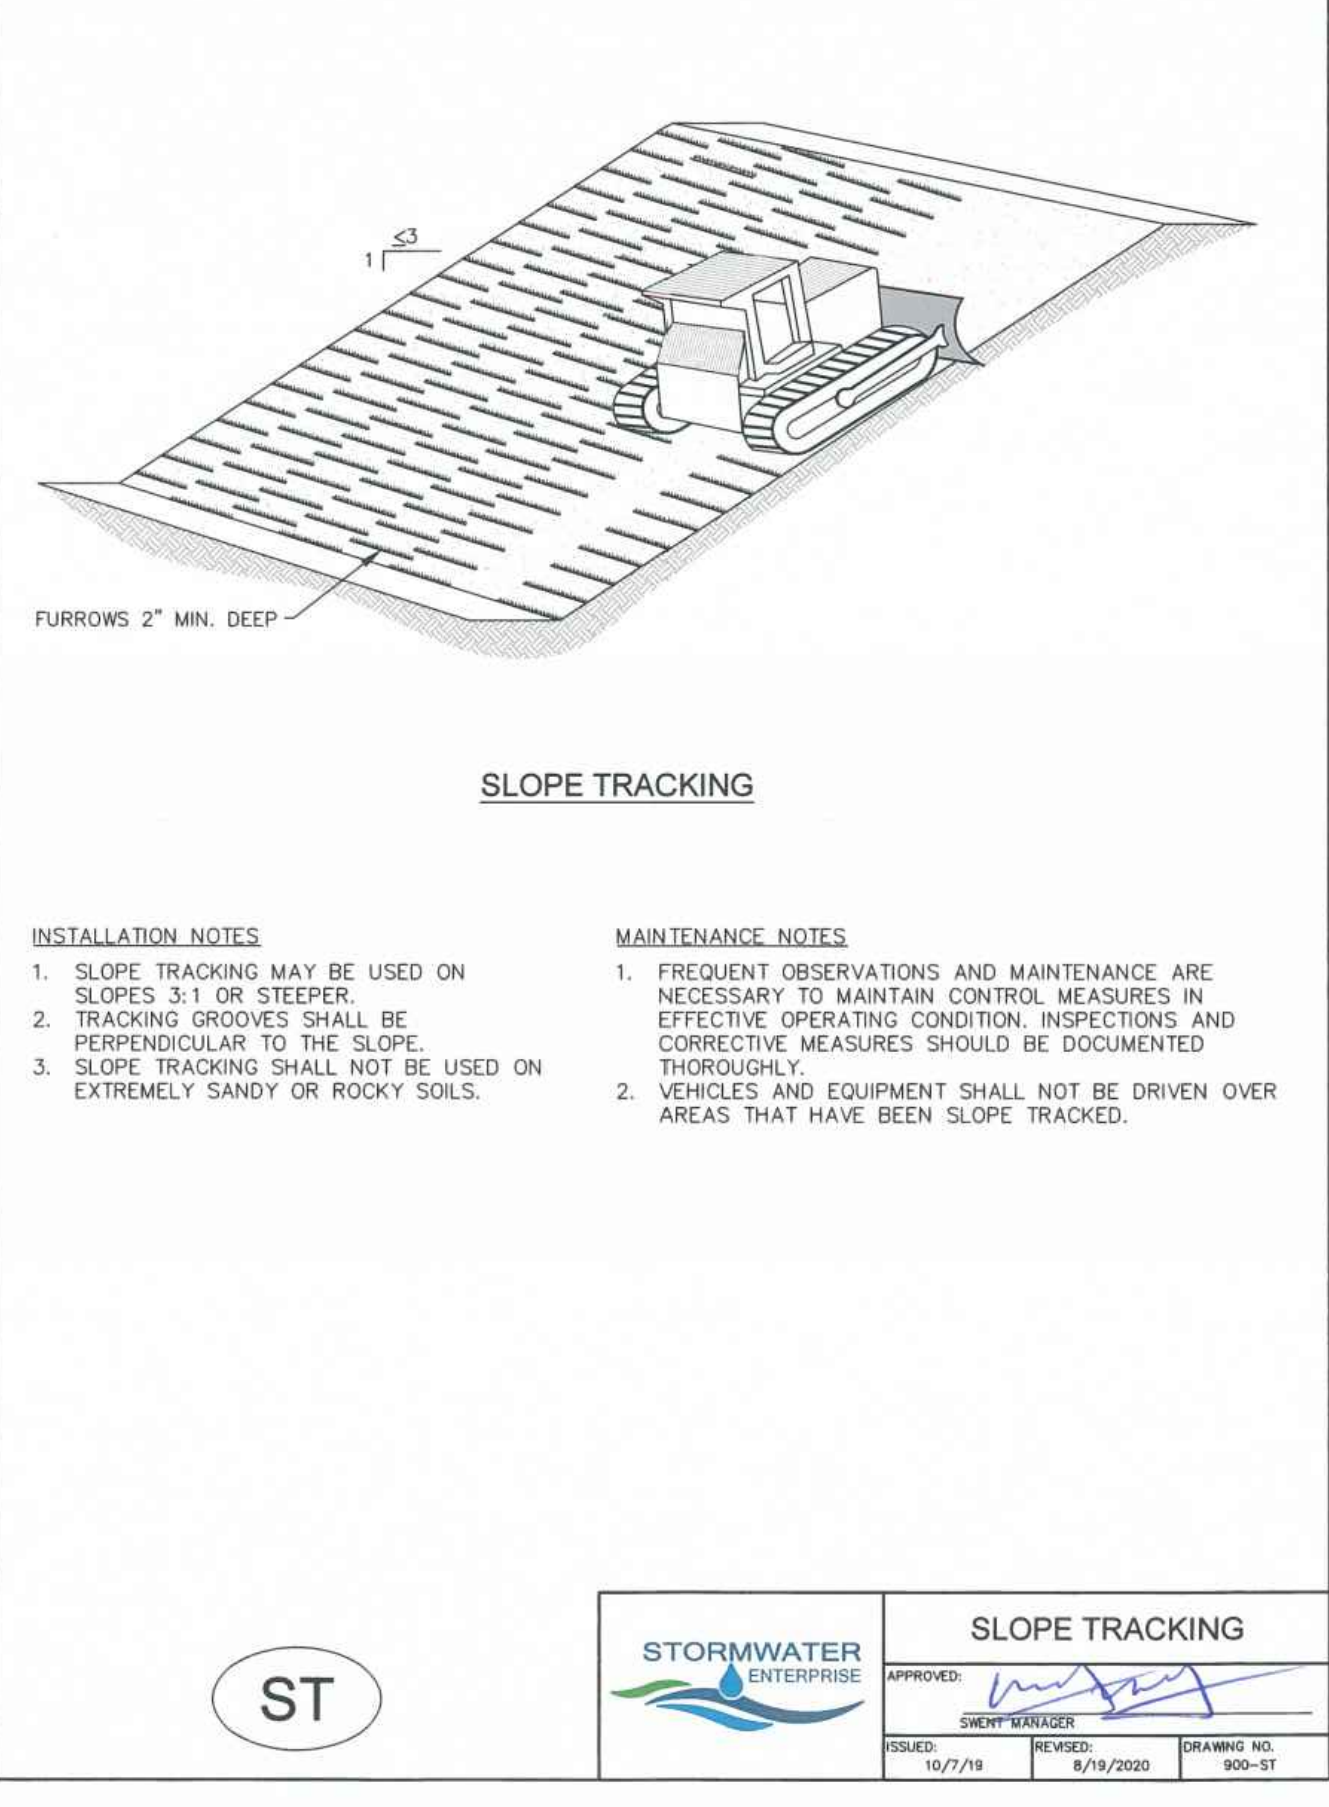 ≤3
1
FURROWS 2" MIN. DEEP
SLOPE TRACKING
INSTALLATION NOTES
1. SLOPE TRACKING MAY BE USED ON
SLOPES 3:1 OR STEEPER.
2. TRACKING GROOVES SHALL BE
PERPENDICULAR TO THE SLOPE.
3. SLOPE TRACKING SHALL NOT BE USED ON
EXTREMELY SANDY OR ROCKY SOILS.
MAINTENANCE NOTES
1. FREQUENT OBSERVATIONS AND MAINTENANCE ARE
NECESSARY TO MAINTAIN CONTROL MEASURES IN
EFFECTIVE OPERATING CONDITION. INSPECTIONS AND
CORRECTIVE MEASURES SHOULD BE DOCUMENTED
THOROUGHLY.
2. VEHICLES AND EQUIPMENT SHALL NOT BE DRIVEN OVER
AREAS THAT HAVE BEEN SLOPE TRACKED.
ST
STORMWATER
ENTERPRISE
SLOPE TRACKING
APPROVED:
SWENT MANAGER
ISSUED:
10/7/19
REVISED:
8/19/2020
DRAWING NO.
900-ST